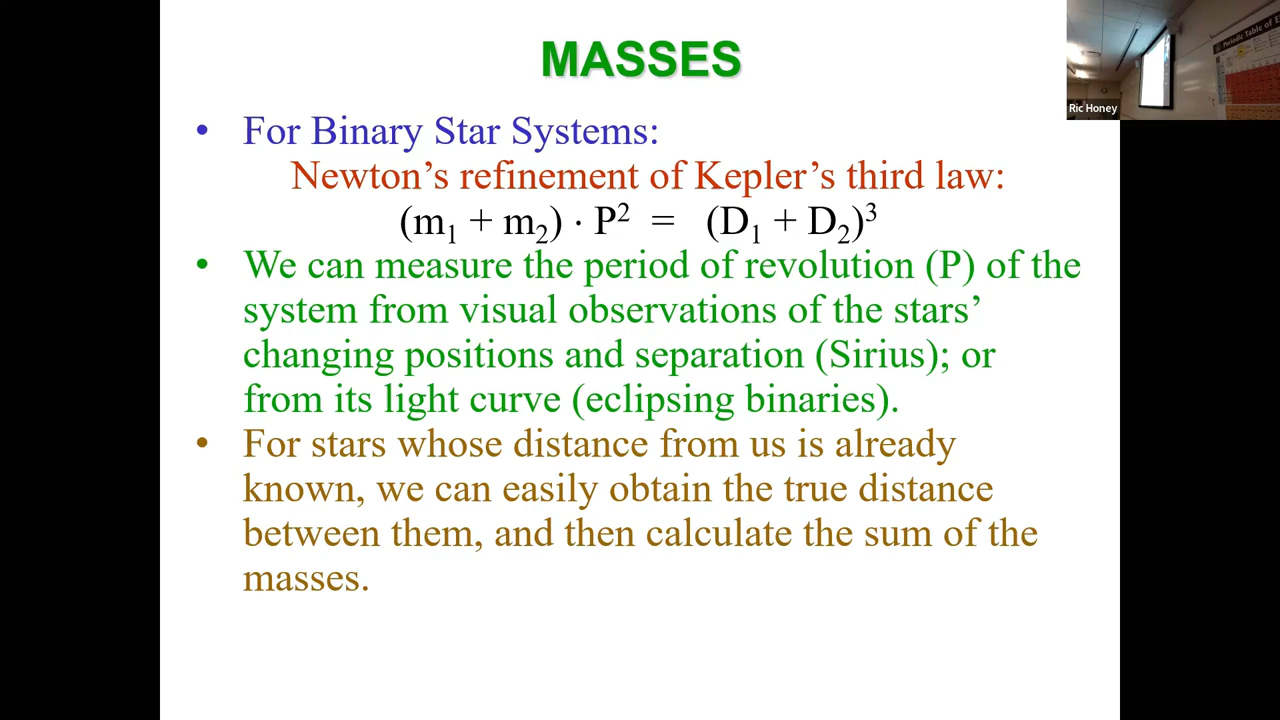 MASSES
• For Binary Star Systems:
Newton’s refinement of Kepler’s third law:
(m₁ + m₂) · P² = (D₁ + D₂)³
• We can measure the period of revolution (P) of the
system from visual observations of the stars’
changing positions and separation (Sirius); or
from its light curve (eclipsing binaries).
• For stars whose distance from us is already
known, we can easily obtain the true distance
between them, and then calculate the sum of the
masses.
Periodic Table of
Ric Honey